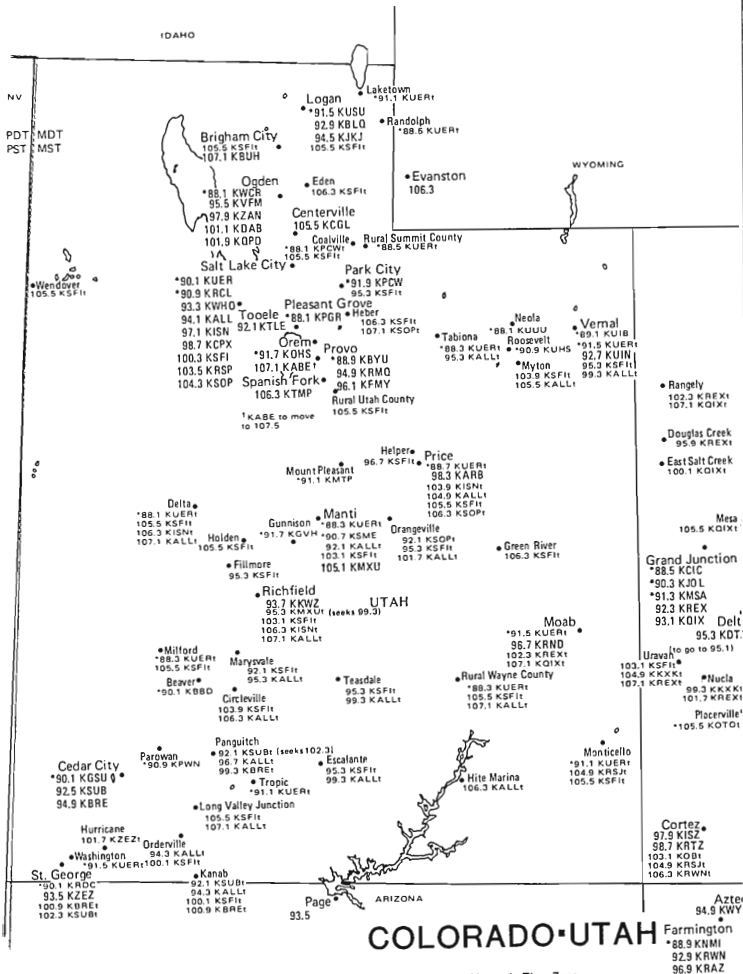 IDAHO
NV
PDT MDT
PST MST
WYOMING
Laketown
*91.1 KUERt
Logan
*91.5 KUSU
92.9 KBLQ
94.5 KJKJ
105.5 KSFIt
Randolph
*88.5 KUERt
Brigham City
105.5 KSFIt
107.1 KBUH
Evanston
106.3
Ogden
*88.1 KWCR
95.5 KVFM
97.9 KZAN
101.1 KDAB
101.9 KQPD
Eden
106.3 KSFIt
Centerville
105.5 KCGL
Coalville
*88.1 KPCWt
105.5 KSFIt
Rural Summit County
*88.5 KUERt
Wendover
105.5 KSFIt
Salt Lake City
*90.1 KUER
*90.9 KRCL
93.3 KWHO
94.1 KALL
97.1 KISN
98.7 KCPX
100.3 KSFI
103.5 KRSP
104.3 KSOP
Park City
*91.9 KPCW
95.3 KSFIt
Tooele
92.1 KTLE
Pleasant Grove
*88.1 KPGR
Heber
106.3 KSFIt
107.1 KSOPt
Orem
*91.7 KOHS
107.1 KABE†
Provo
*88.9 KBYU
94.9 KRMQ
96.1 KFMY
Spanish Fork
106.3 KTMP
Rural Utah County
105.5 KSFIt
†KABE to move
to 107.5
Tabiona
*88.3 KUERt
95.3 KALLt
Neola
*88.1 KUUU
Roosevelt
*90.9 KUHS
Myton
103.9 KSFIt
105.5 KALLt
Vernal
*89.1 KUIB
*91.5 KUERt
92.7 KUIN
95.3 KSFIt
99.3 KALLt
Rangely
102.3 KREXt
107.1 KQIXt
Douglas Creek
95.9 KREXt
East Salt Creek
100.1 KQIXt
Helper
96.7 KSFIt
Price
*88.7 KUERt
98.3 KARB
103.9 KISNt
104.9 KALLt
105.5 KSFIt
106.3 KSOPt
Mount Pleasant
*91.1 KMTP
Delta
*88.1 KUERt
105.5 KSFIt
106.3 KISNt
107.1 KALLt
Holden
105.5 KSFIt
Gunnison
*91.7 KGVH
Manti
*88.3 KUERt
*90.7 KSME
92.1 KALLt
103.1 KSFIt
105.1 KMXU
Orangeville
92.1 KSOPt
95.3 KSFIt
101.7 KALLt
Green River
106.3 KSFIt
Mesa
105.5 KQIXt
Grand Junction
*88.5 KCIC
*90.3 KJOL
*91.3 KMSA
92.3 KREX
93.1 KQIX
Fillmore
95.3 KSFIt
Richfield
93.7 KKWZ
95.3 KMXUt (seeks 99.3)
103.1 KSFIt
106.3 KISNt
107.1 KALLt
UTAH
Moab
*91.5 KUERt
96.7 KRND
102.3 KREXt
107.1 KQIXt
Delt
95.3 KDT
(to go to 95.1)
Milford
*88.3 KUERt
105.5 KSFIt
Marysvale
92.1 KSFIt
95.3 KALLt
Beaver
*90.1 KBBD
Circleville
103.9 KSFIt
106.3 KALLt
Teasdale
95.3 KSFIt
99.3 KALLt
Rural Wayne County
*88.3 KUERt
105.5 KSFIt
107.1 KALLt
Uravan
103.1 KSFIt
104.9 KKXKt
107.1 KREXt
Nucla
99.3 KKXKt
101.7 KREXt
Placerville
*105.5 KOTOt
Parowan
*90.9 KPWN
Panguitch
92.1 KSUBt (seeks 102.3)
96.7 KALLt
99.3 KBREt
Escalante
95.3 KSFIt
99.3 KALLt
Monticello
*91.1 KUERt
104.9 KRSJt
105.5 KSFIt
Cedar City
*90.1 KGSU
92.5 KSUB
94.9 KBRE
Tropic
*91.1 KUERt
Hite Marina
106.3 KALLt
Long Valley Junction
105.5 KSFIt
107.1 KALLt
Hurricane
101.7 KZEZt
Orderville
94.3 KALLt
100.1 KSFIt
Washington
*91.5 KUERt
Cortez
97.9 KISZ
98.7 KRTZ
103.1 KOBt
104.9 KRSJt
106.3 KRWNt
St. George
*90.1 KRDC
93.5 KZEZ
100.9 KBREt
102.3 KSUBt
Kanab
92.1 KSUBt
94.3 KALLt
100.1 KSFIt
100.9 KBREt
Page
93.5
ARIZONA
Aztec
94.9 KWY
COLORADO·UTAH
Farmington
*88.9 KNMI
92.9 KRWN
96.9 KRAZ